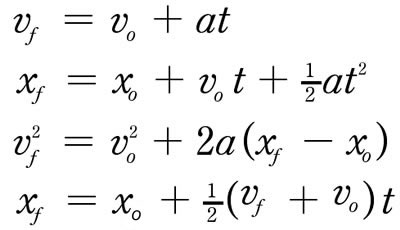 v_f = v_o + at
x_f = x_o + v_o t + ½at²
v_f² = v_o² + 2a(x_f − x_o)
x_f = x_o + ½(v_f + v_o)t